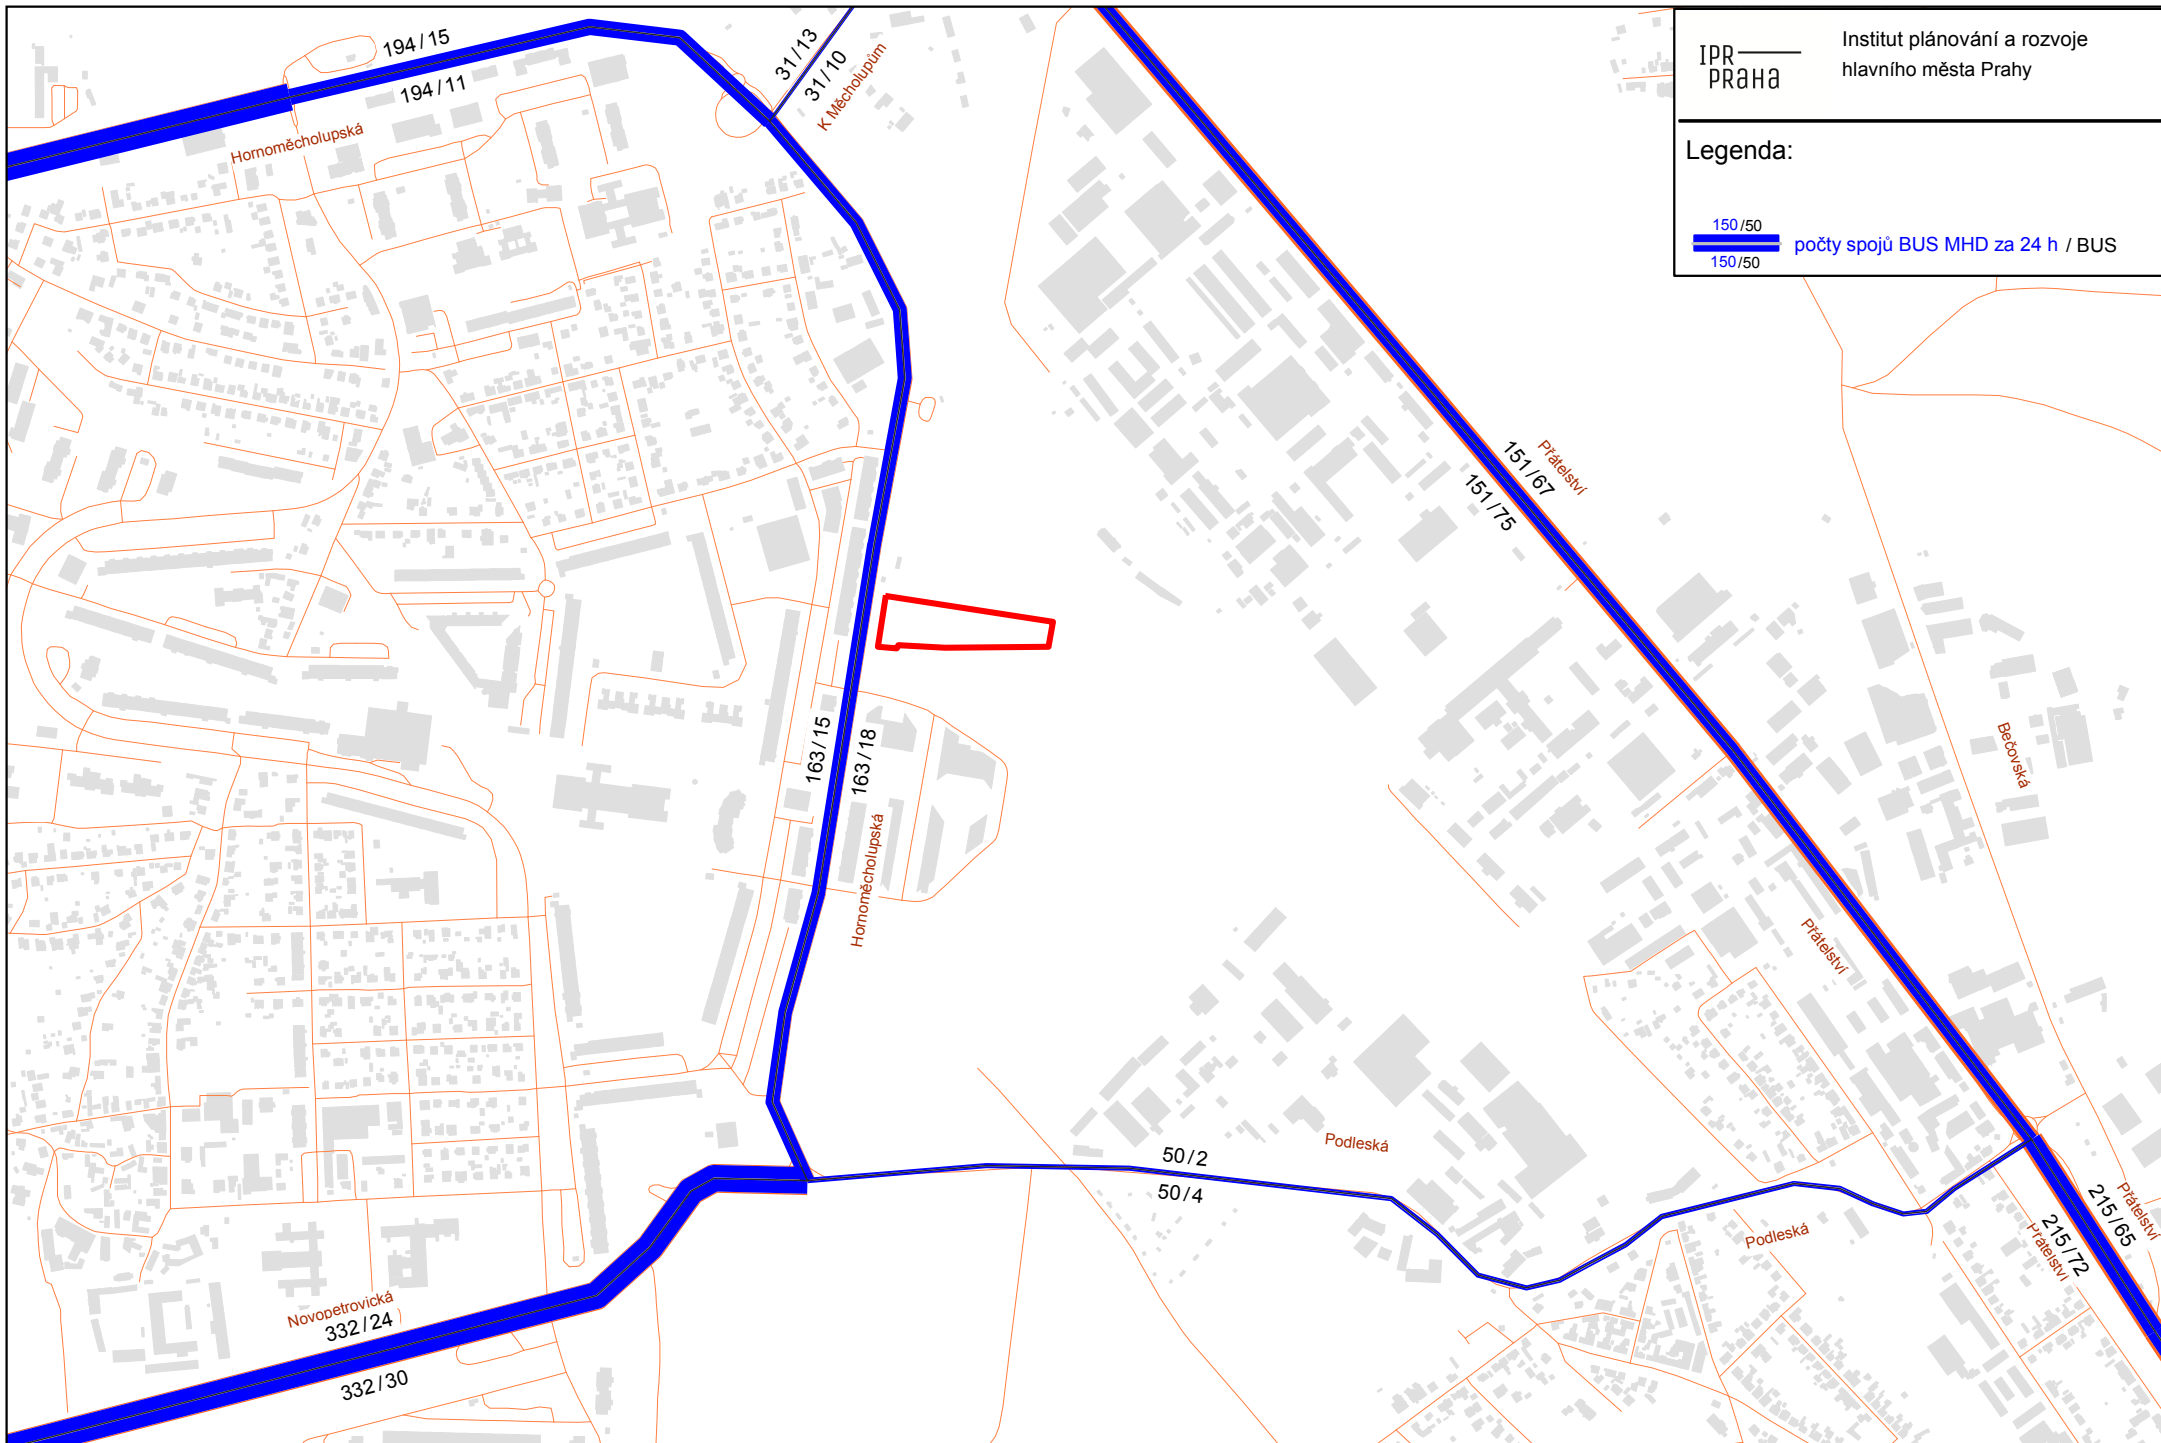 IPR
PRAHA
Institut plánování a rozvoje
hlavního města Prahy
Legenda:
150/50
150/50
počty spojů BUS MHD za 24 h / BUS
194/15
194/11
Hornoměcholupská
31/13
31/10
K Měcholupům
151/67
151/75
Přátelství
163/15
163/18
Hornoměcholupská
Bečovská
Přátelství
50/2
50/4
Podleská
Podleská
215/65
215/72
Přátelství
Přátelství
Novopetrovická
332/24
332/30